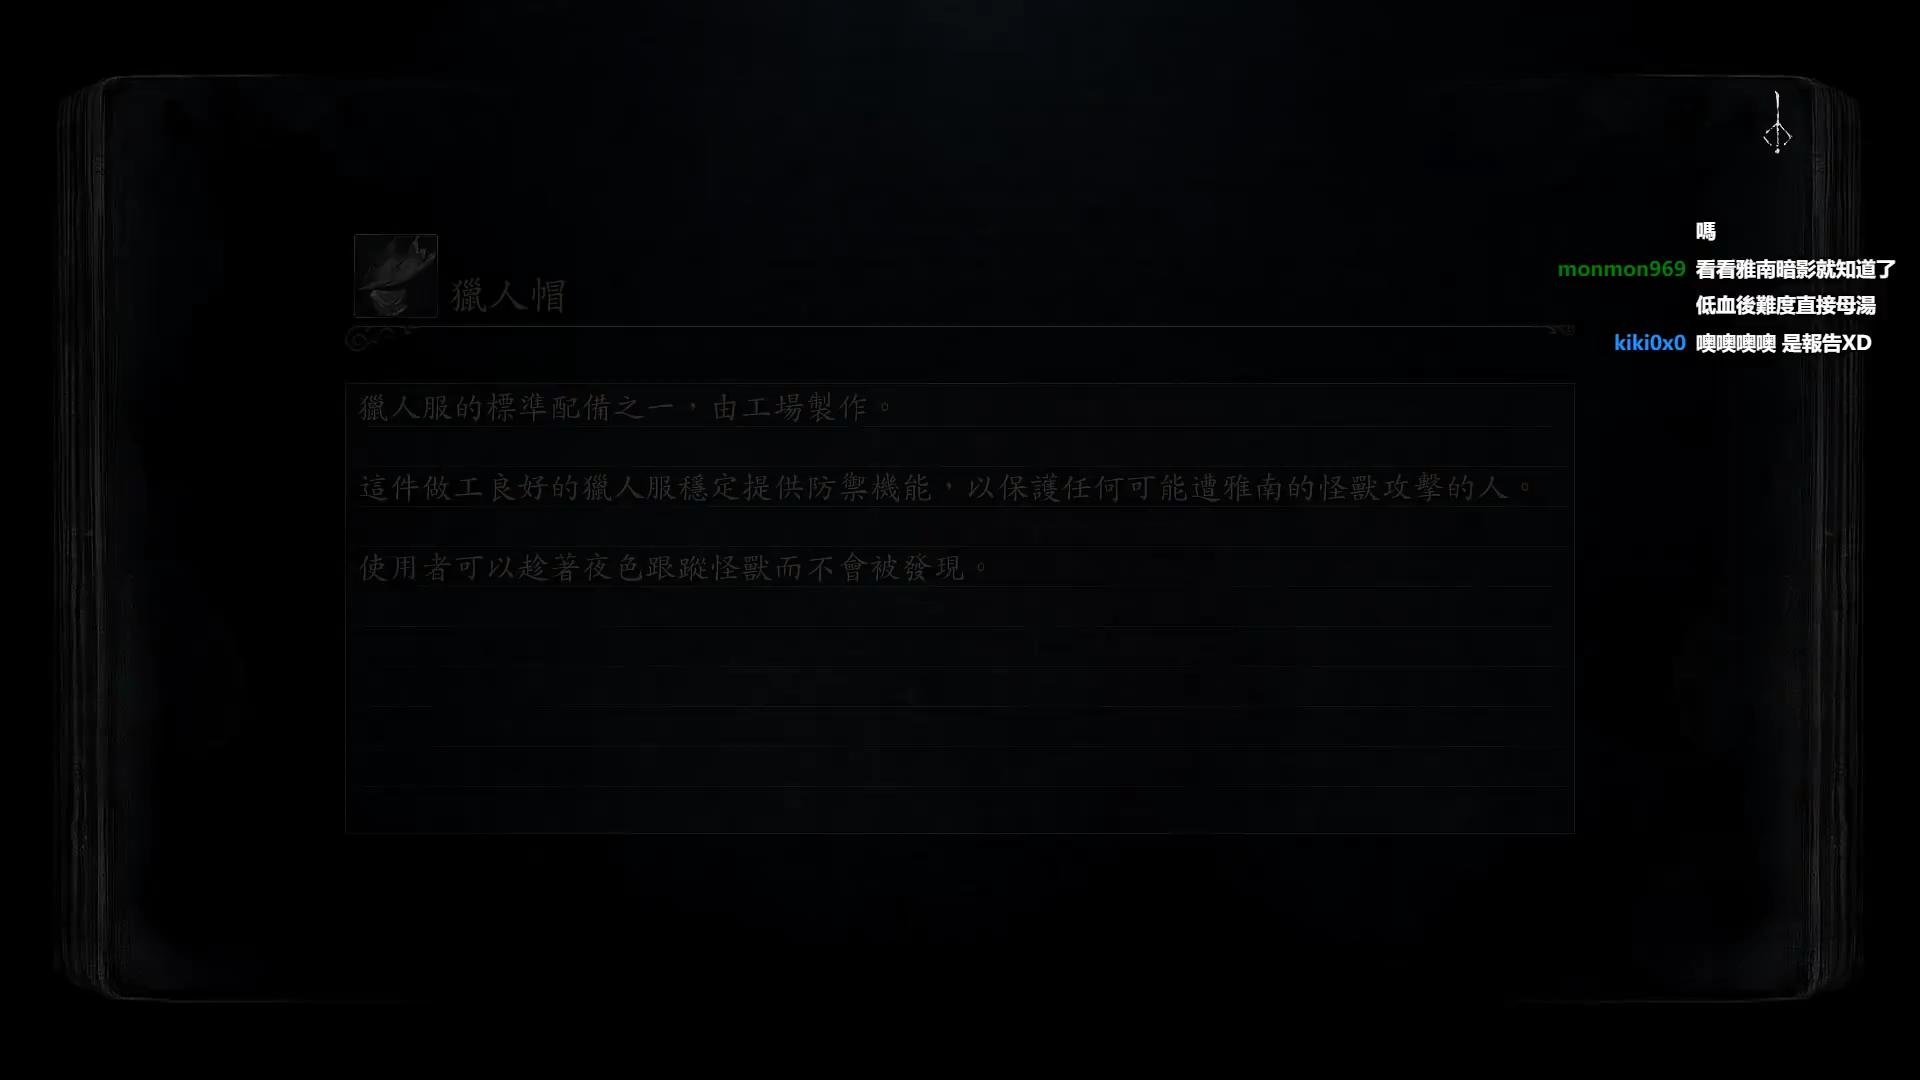 獵人帽
獵人服的標準配備之一，由工場製作。
這件做工良好的獵人服穩定提供防禦機能，以保護任何可能遭雅南的怪獸攻擊的人。
使用者可以趁著夜色跟蹤怪獸而不會被發現。
嗎
monmon969 看看雅南暗影就知道了
低血後難度直接母湯
kiki0x0 噢噢噢噢 是報告XD